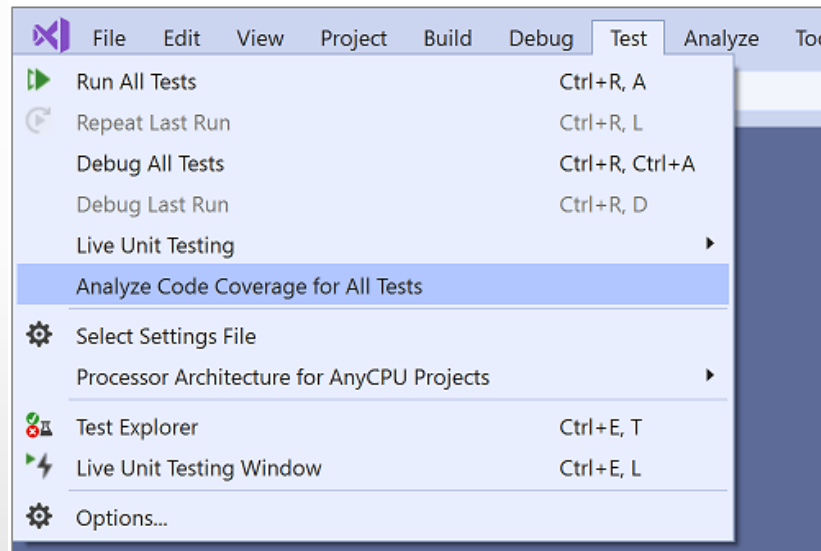 File Edit View Project Build Debug Test Analyze
Run All Tests Ctrl+R, A
Repeat Last Run Ctrl+R, L
Debug All Tests Ctrl+R, Ctrl+A
Debug Last Run Ctrl+R, D
Live Unit Testing
Analyze Code Coverage for All Tests
Select Settings File
Processor Architecture for AnyCPU Projects
Test Explorer Ctrl+E, T
Live Unit Testing Window Ctrl+E, L
Options...